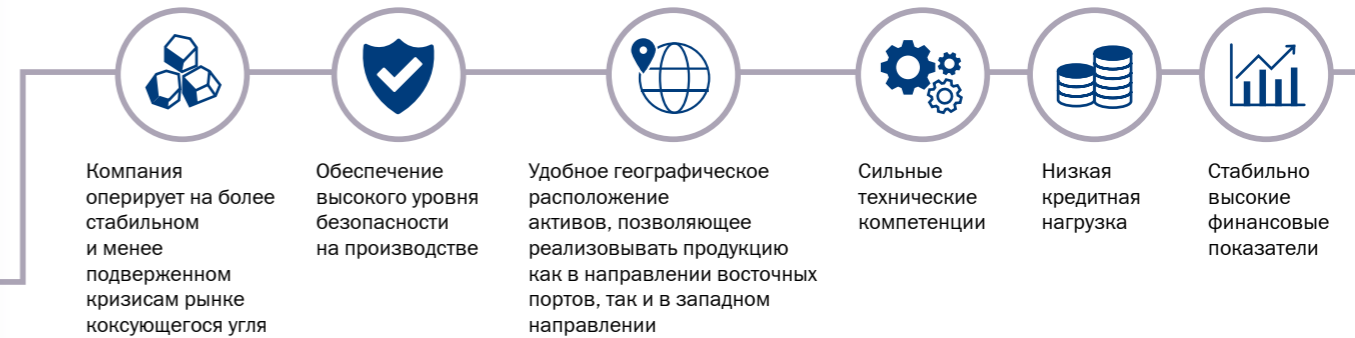 Компания
оперирует на более
стабильном
и менее
подверженном
кризисам рынке
коксующегося угля
Обеспечение
высокого уровня
безопасности
на производстве
Удобное географическое
расположение
активов, позволяющее
реализовывать продукцию
как в направлении восточных
портов, так и в западном
направлении
Сильные
технические
компетенции
Низкая
кредитная
нагрузка
Стабильно
высокие
финансовые
показатели